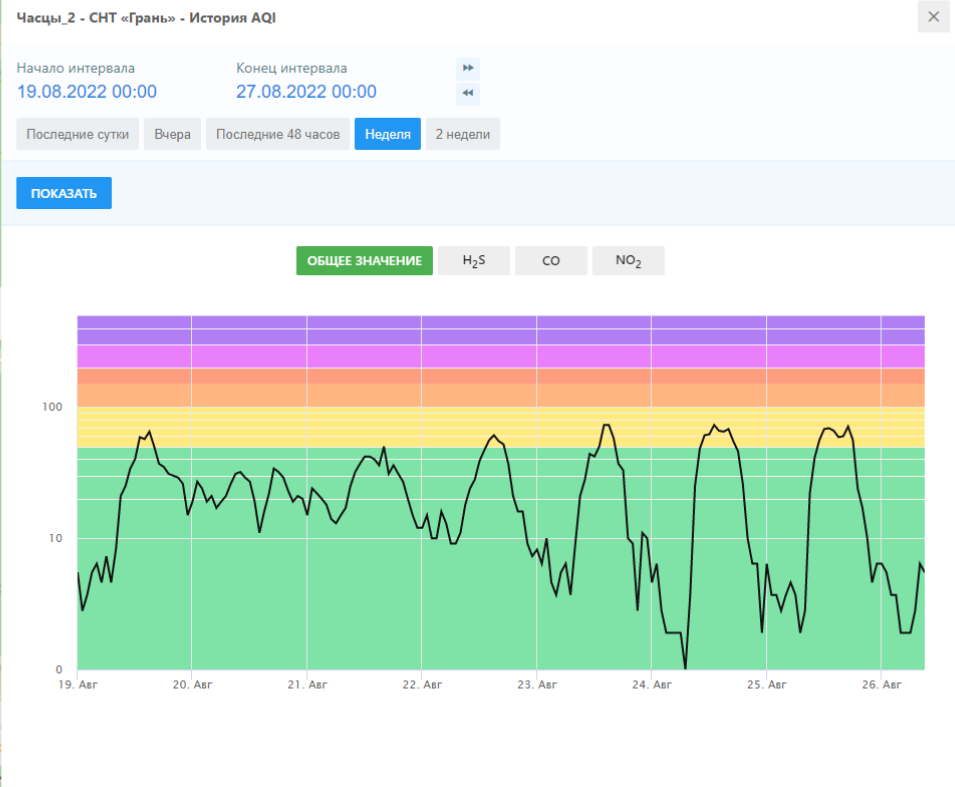 Часцы_2 - СНТ «Грань» - История AQI
Начало интервала Конец интервала
19.08.2022 00:00 27.08.2022 00:00
Последние сутки Вчера Последние 48 часов Неделя 2 недели
ПОКАЗАТЬ
ОБЩЕЕ ЗНАЧЕНИЕ H₂S CO NO₂
100
10
0
19. Авг 20. Авг 21. Авг 22. Авг 23. Авг 24. Авг 25. Авг 26. Авг